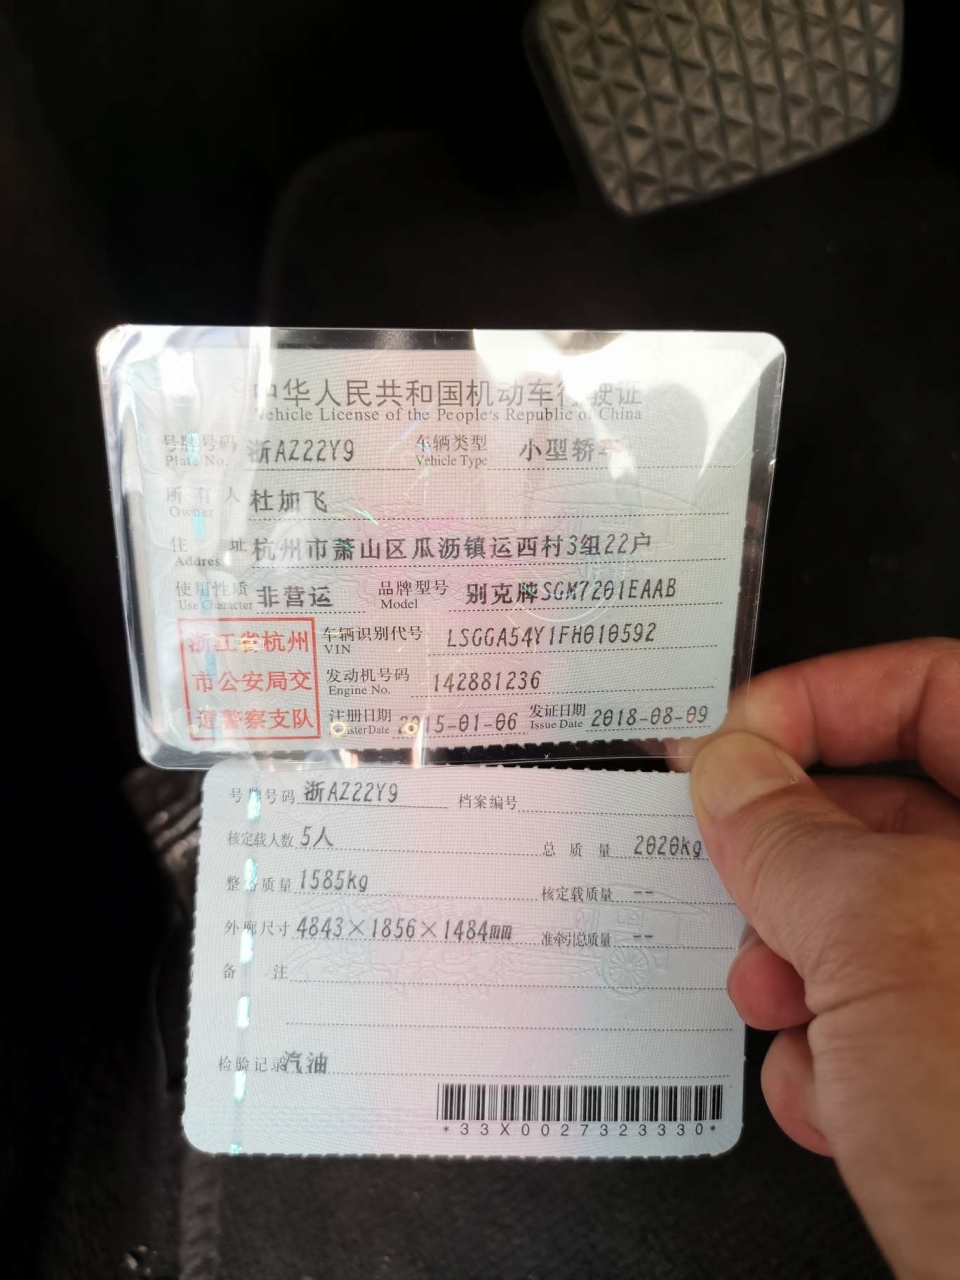 中华人民共和国机动车行驶证
Vehicle License of the People's Republic of China
号牌号码 浙AZ22Y9 车辆类型 小型轿车
Plate No. Vehicle Type
所有人 杜加飞
Owner
住址 杭州市萧山区瓜沥镇运西村3组22户
Address
使用性质 非营运 品牌型号 别克牌SGM7201EAAB
Use Character Model
浙江省杭州
市公安局交
通警察支队
车辆识别代号 LSGGA54Y1FH010592
VIN
发动机号码 142881236
Engine No.
注册日期 2015-01-06 发证日期 2018-08-09
Register Date Issue Date
号牌号码 浙AZ22Y9 档案编号
核定载人数 5人 总质量 2020kg
整备质量 1585kg 核定载质量 --
外廓尺寸 4843×1856×1484mm 准牵引总质量 --
备注
检验记录 汽油
*33X0027323330*